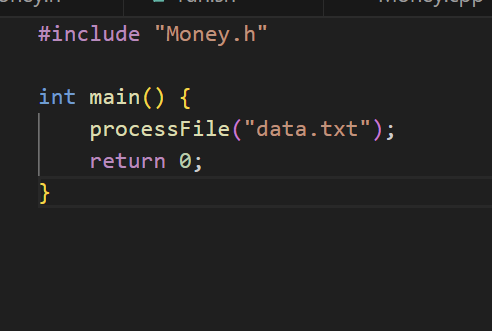 #include "Money.h"
int main() {
processFile("data.txt");
return 0;
}